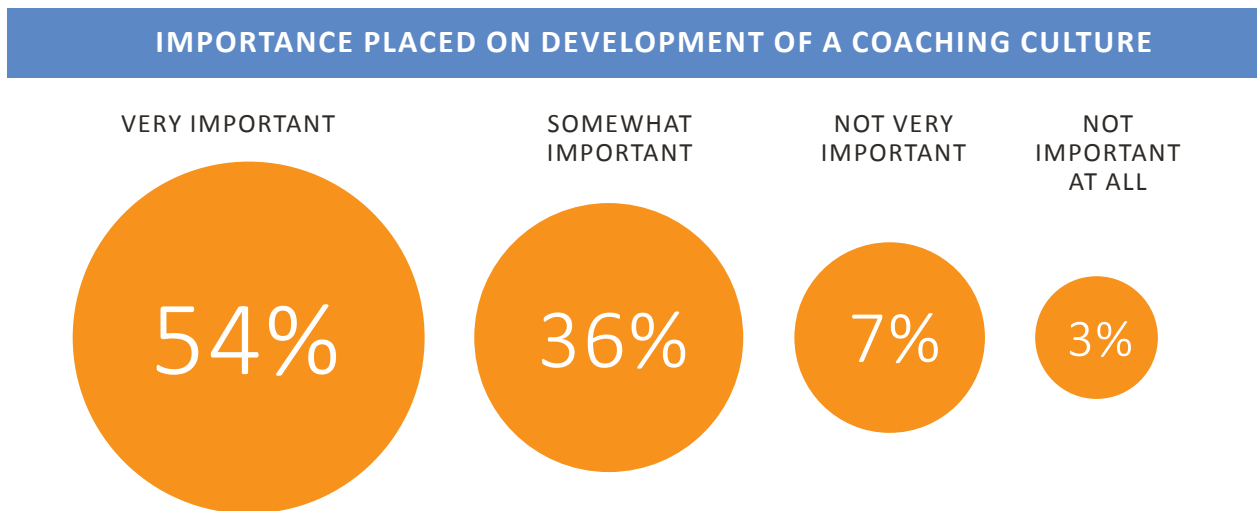 IMPORTANCE PLACED ON DEVELOPMENT OF A COACHING CULTURE
VERY IMPORTANT
54%
SOMEWHAT
IMPORTANT
36%
NOT VERY
IMPORTANT
7%
NOT
IMPORTANT
AT ALL
3%